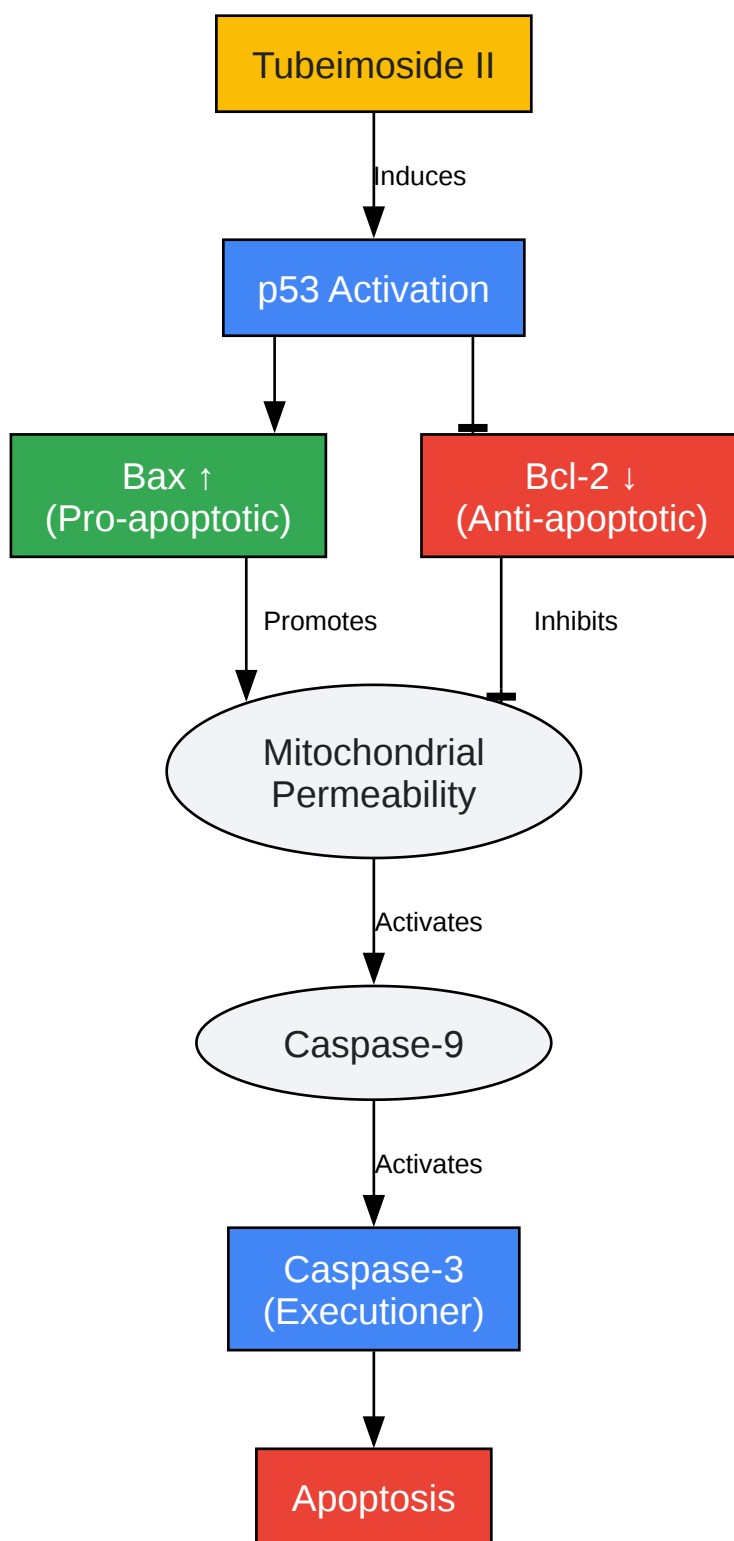 Tubeimoside II
Induces
p53 Activation
Bax ↑
(Pro-apoptotic)
Bcl-2 ↓
(Anti-apoptotic)
Promotes
Inhibits
Mitochondrial
Permeability
Activates
Caspase-9
Activates
Caspase-3
(Executioner)
Apoptosis